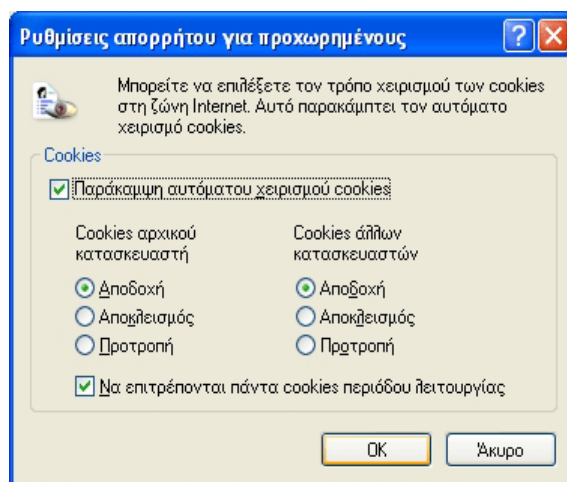 Ρυθμίσεις απορρήτου για προχωρημένους
Μπορείτε να επιλέξετε τον τρόπο χειρισμού των cookies
στη ζώνη Internet. Αυτό παρακάμπτει τον αυτόματο
χειρισμό cookies.
Cookies
Παράκαμψη αυτόματου χειρισμού cookies
Cookies αρχικού κατασκευαστή
Cookies άλλων κατασκευαστών
Αποδοχή
Αποδοχή
Αποκλεισμός
Αποκλεισμός
Προτροπή
Προτροπή
Να επιτρέπονται πάντα cookies περιόδου λειτουργίας
OK
Άκυρο